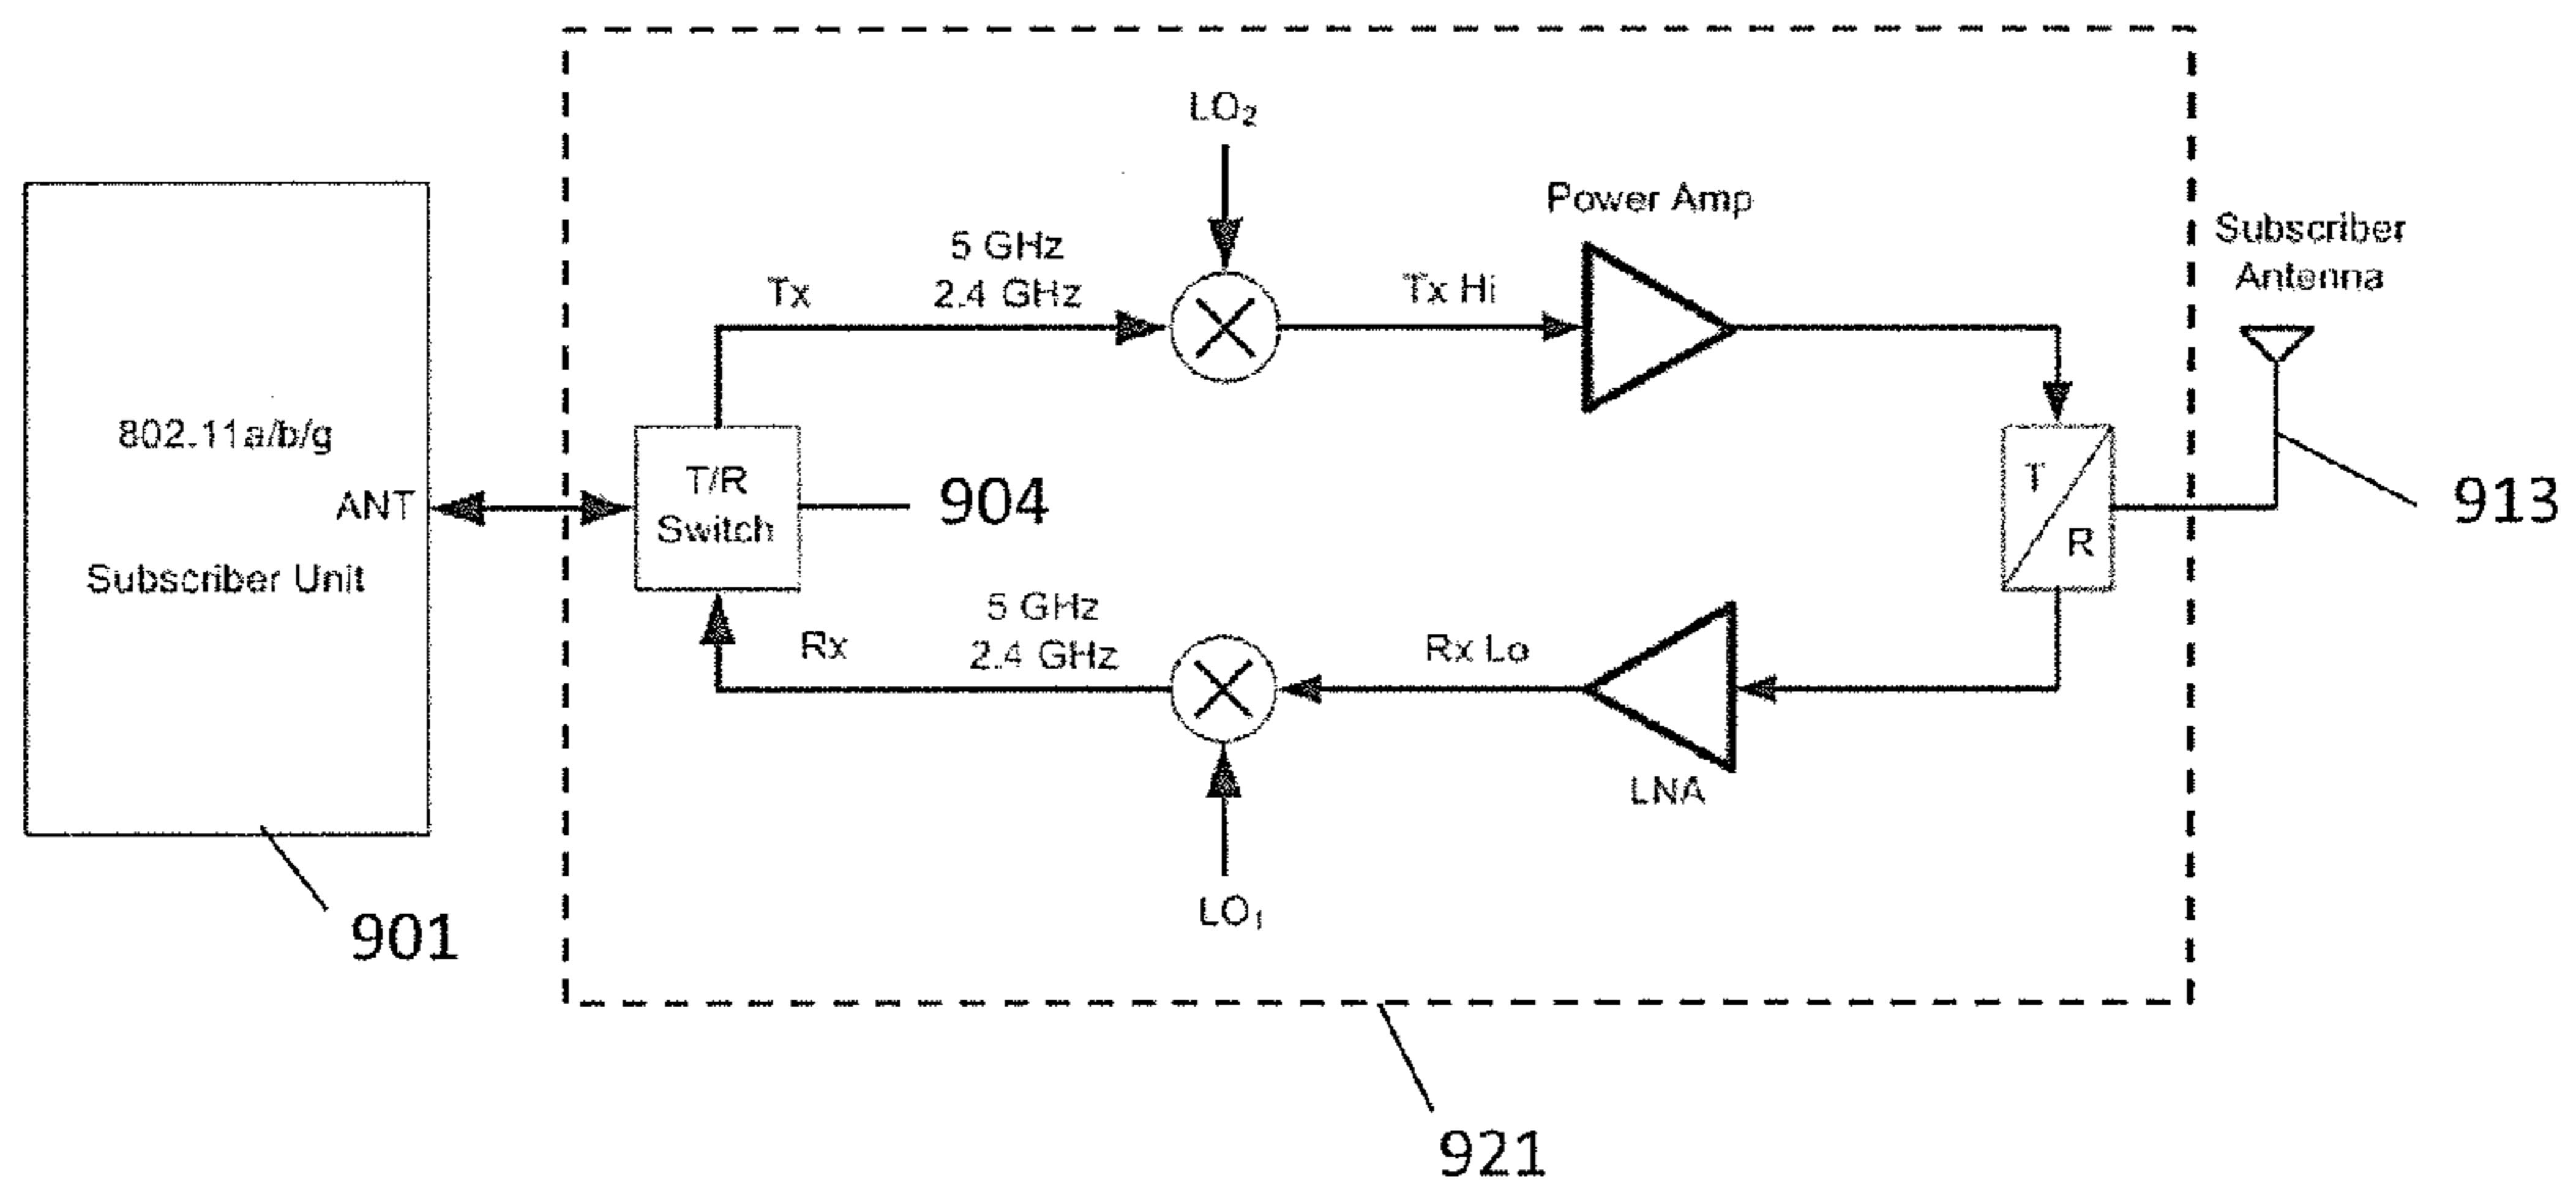 LO₂
Power Amp
5 GHz
2.4 GHz
Tx
Tx Hi
Subscriber
Antenna
802.11a/b/g
ANT
Subscriber Unit
T/R
Switch
904
T
R
913
5 GHz
2.4 GHz
Rx
Rx Lo
LNA
LO₁
901
921